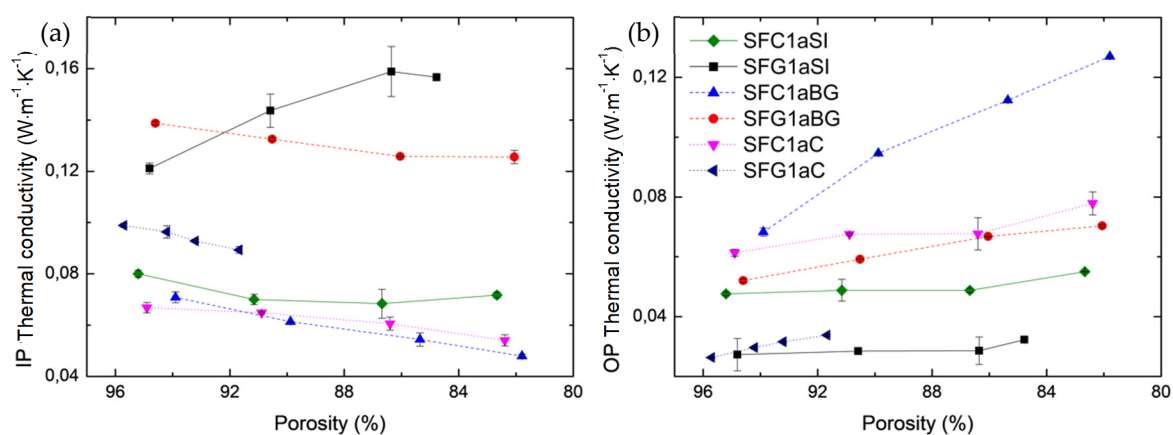 (a)
IP Thermal conductivity (W·m⁻¹·K⁻¹)
0,16
0,12
0,08
0,04
96 92 88 84 80
Porosity (%)
(b)
OP Thermal conductivity (W·m⁻¹·K⁻¹)
0,12
0,08
0,04
SFC1aSI
SFG1aSI
SFC1aBG
SFG1aBG
SFC1aC
SFG1aC
96 92 88 84 80
Porosity (%)